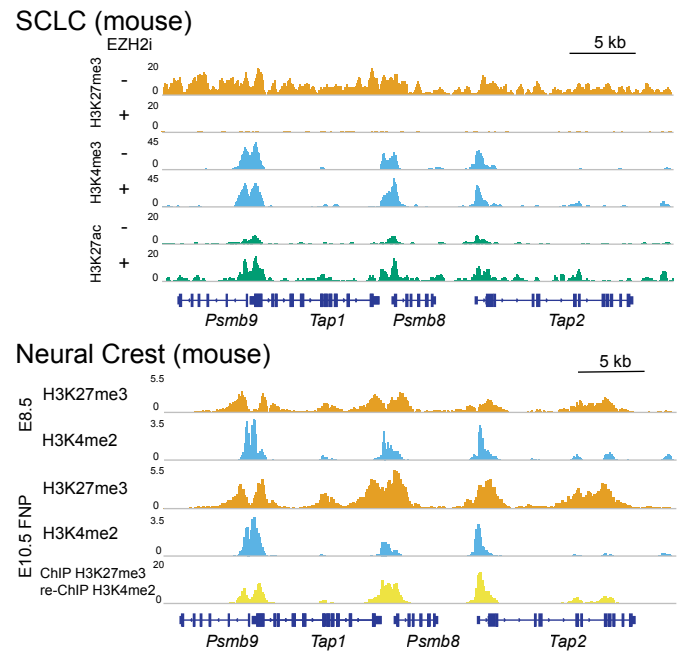 SCLC (mouse)
EZH2i
5 kb
H3K27me3
-
20
0
+
20
0
H3K4me3
-
45
0
+
45
0
H3K27ac
-
20
0
+
20
0
Psmb9 Tap1 Psmb8 Tap2
Neural Crest (mouse)
5 kb
E8.5
H3K27me3
5.5
0
H3K4me2
3.5
0
E10.5 FNP
H3K27me3
5.5
0
H3K4me2
3.5
0
ChIP H3K27me3
re-ChIP H3K4me2
20
0
Psmb9 Tap1 Psmb8 Tap2